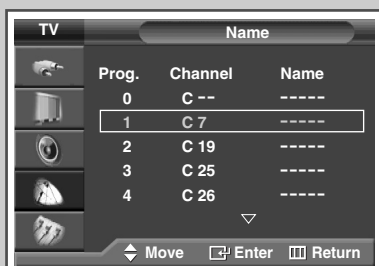 TV
Name
Prog. Channel Name
0 C -- -----
1 C 7 -----
2 C 19 -----
3 C 25 -----
4 C 26 -----
Move Enter Return